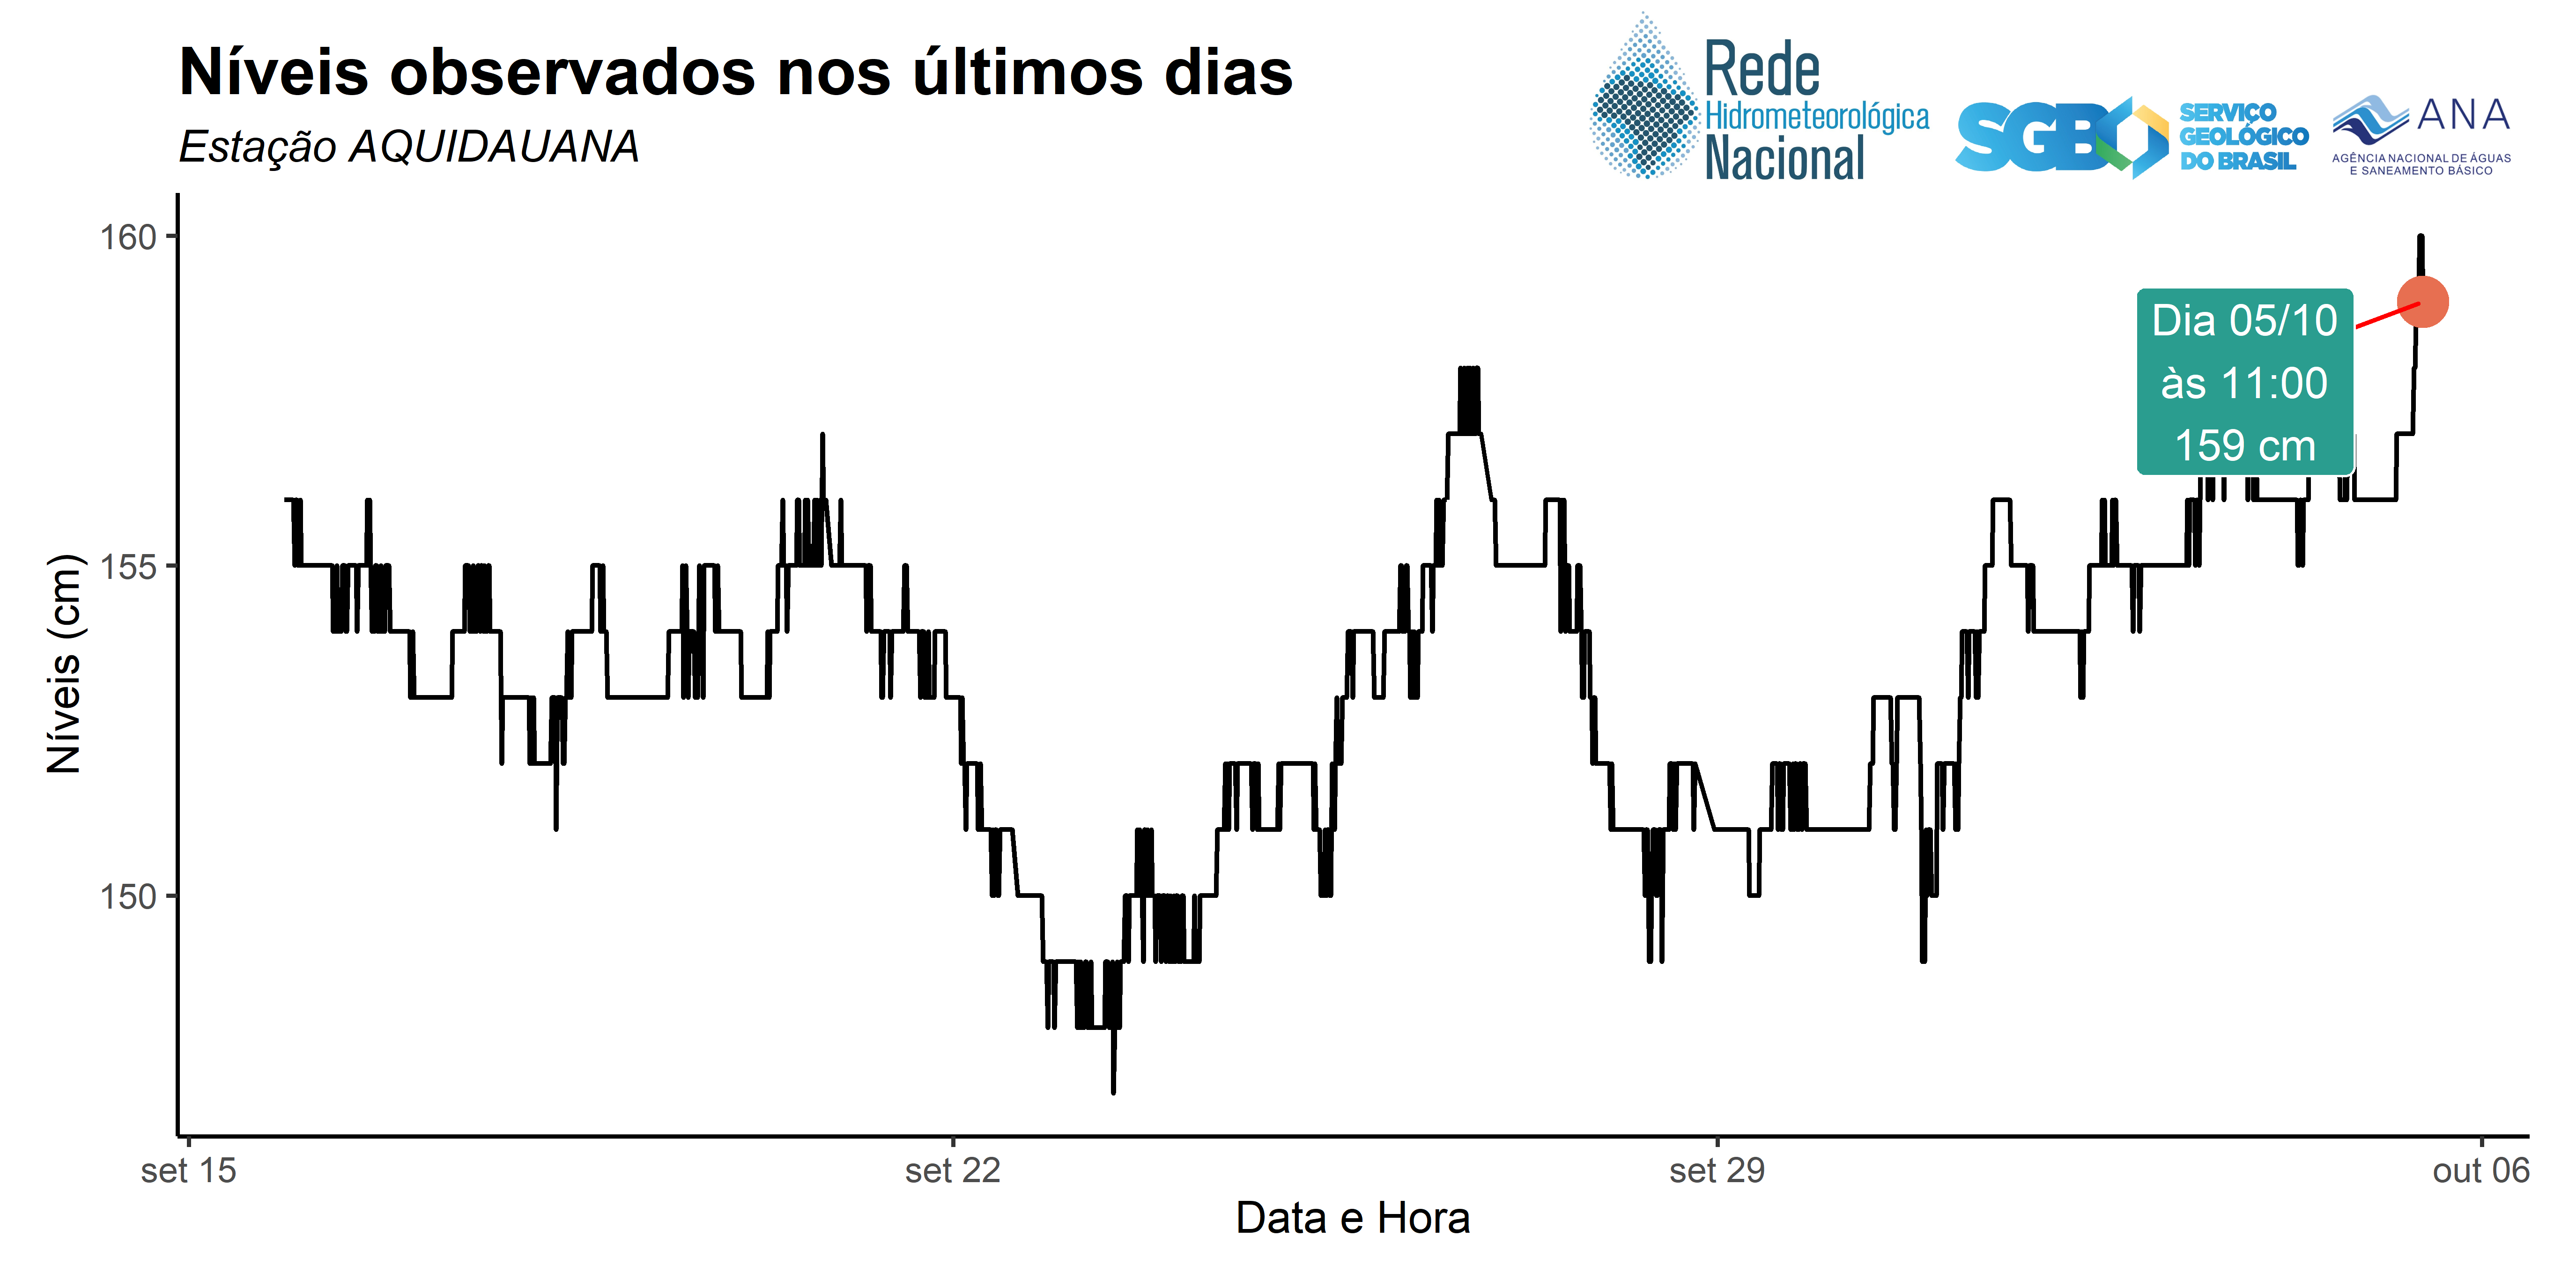 Níveis observados nos últimos dias
Estação AQUIDAUANA
Rede
Hidrometeorológica
Nacional
SGB
SERVIÇO
GEOLÓGICO
DO BRASIL
ANA
AGÊNCIA NACIONAL DE ÁGUAS
E SANEAMENTO BÁSICO
160
155
150
Níveis (cm)
Dia 05/10
às 11:00
159 cm
set 15
set 22
set 29
out 06
Data e Hora